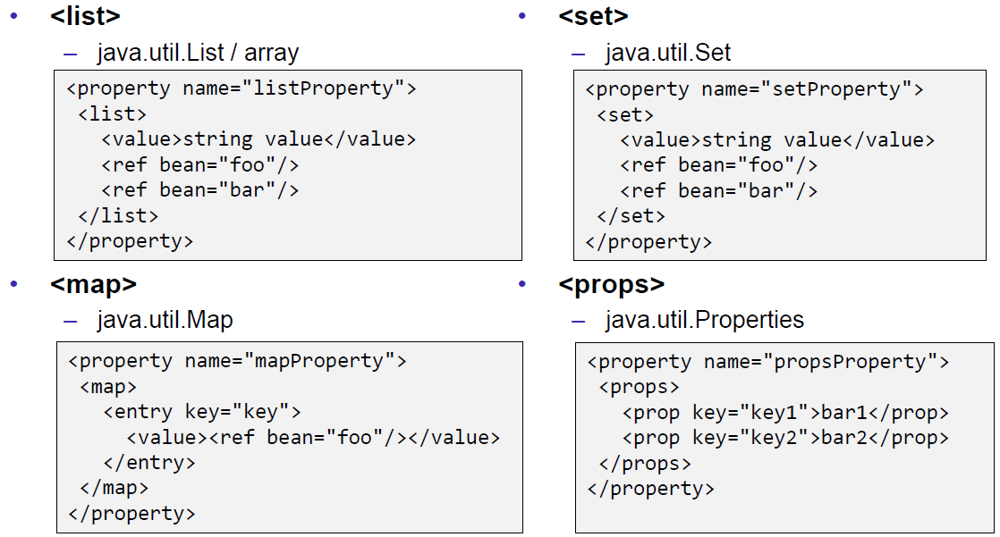 • <list>
– java.util.List / array
<property name="listProperty">
<list>
<value>string value</value>
<ref bean="foo"/>
<ref bean="bar"/>
</list>
</property>
• <set>
– java.util.Set
<property name="setProperty">
<set>
<value>string value</value>
<ref bean="foo"/>
<ref bean="bar"/>
</set>
</property>
• <map>
– java.util.Map
<property name="mapProperty">
<map>
<entry key="key">
<value><ref bean="foo"/></value>
</entry>
</map>
</property>
• <props>
– java.util.Properties
<property name="propsProperty">
<props>
<prop key="key1">bar1</prop>
<prop key="key2">bar2</prop>
</props>
</property>